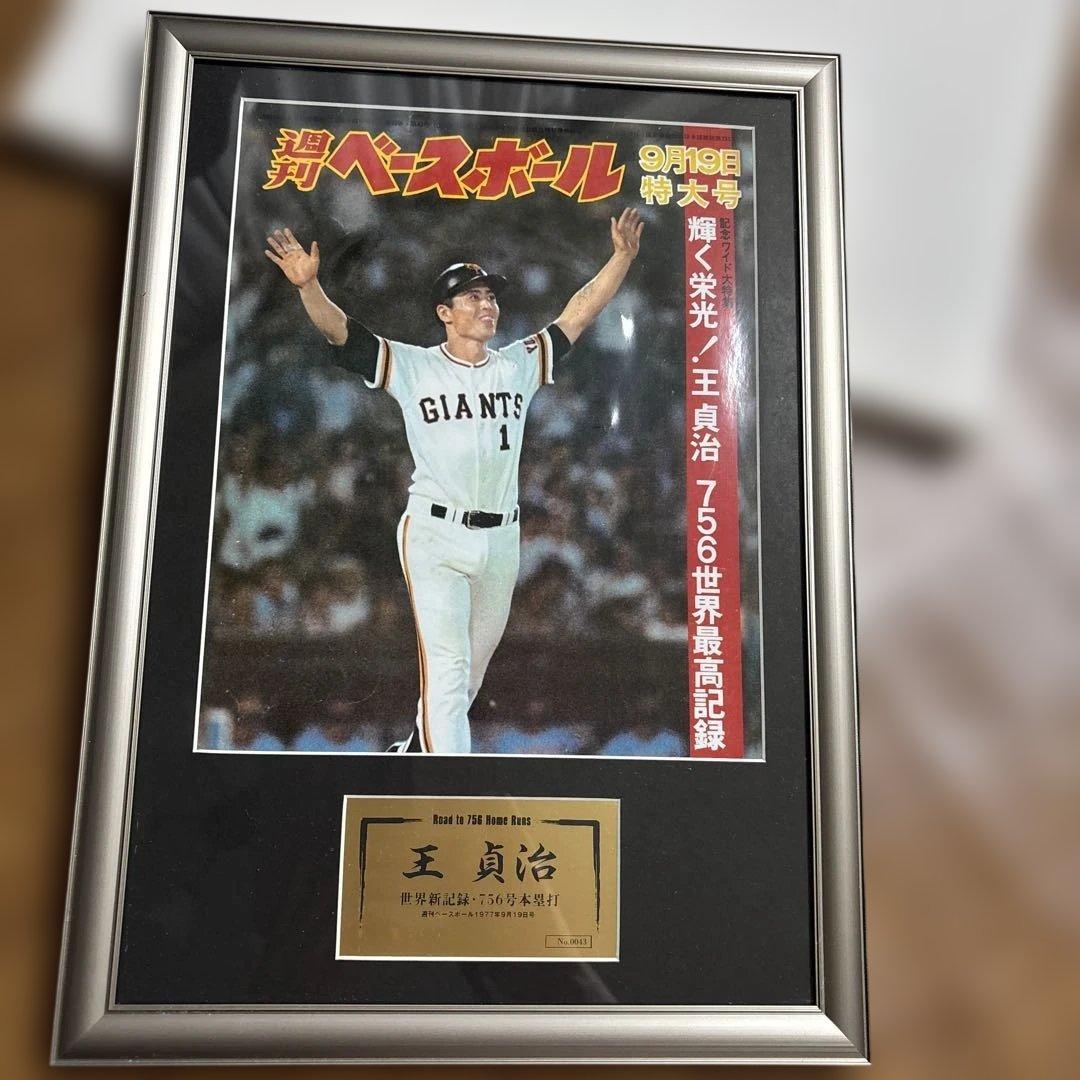 週刊ベースボール
9月19日
特大号
記念ワイド大特集
輝く栄光!王貞治 756世界最高記録
GIANTS
1
Road to 756 Home Runs
王 貞治
世界新記録・756号本塁打
週刊ベースボール1977年9月19日号
No.0043